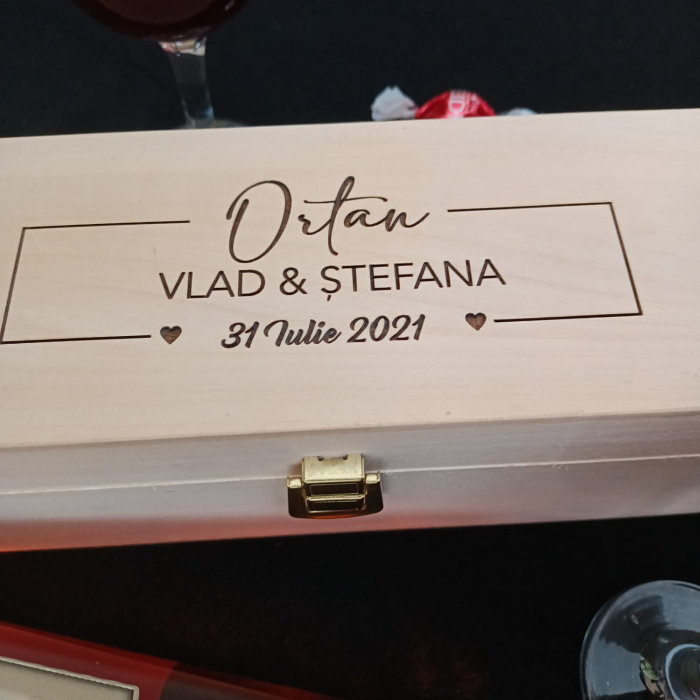 Ortan
VLAD & ȘTEFANA
31 Iulie 2021